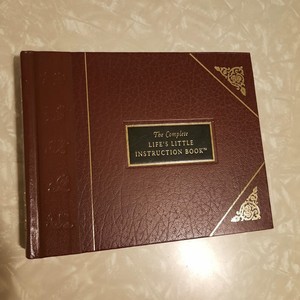 The Complete
LIFE'S LITTLE
INSTRUCTION BOOK™